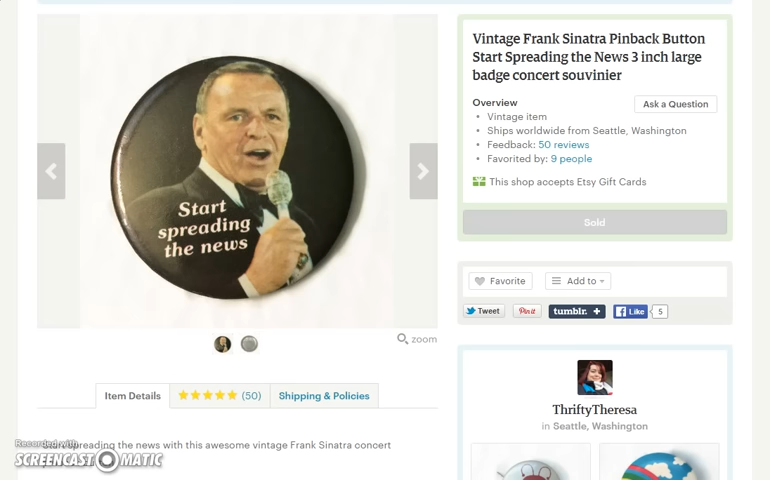 Vintage Frank Sinatra Pinback Button
Start Spreading the News 3 inch large
badge concert souvinier
Overview
Ask a Question
Vintage item
Ships worldwide from Seattle, Washington
Feedback: 50 reviews
Favorited by: 9 people
This shop accepts Etsy Gift Cards
Sold
Start
spreading
the news
Favorite
Add to
Tweet
Pin it
tumblr. +
Like
5
zoom
Item Details
(50)
Shipping & Policies
ThriftyTheresa
in Seattle, Washington
Start spreading the news with this awesome vintage Frank Sinatra concert
Recorded with
SCREENCAST MATIC